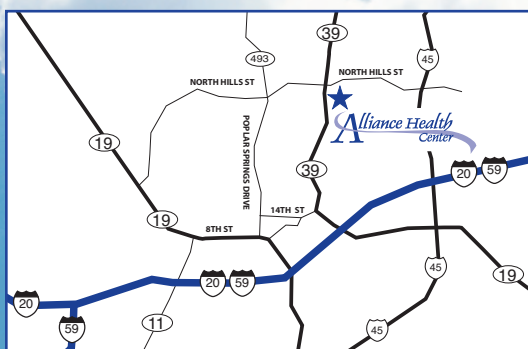 39
493
45
NORTH HILLS ST
NORTH HILLS ST
Alliance Health
Center
POPLAR SPRINGS DRIVE
19
39
20
59
14TH ST
19
8TH ST
45
19
20
59
20
59
11
45